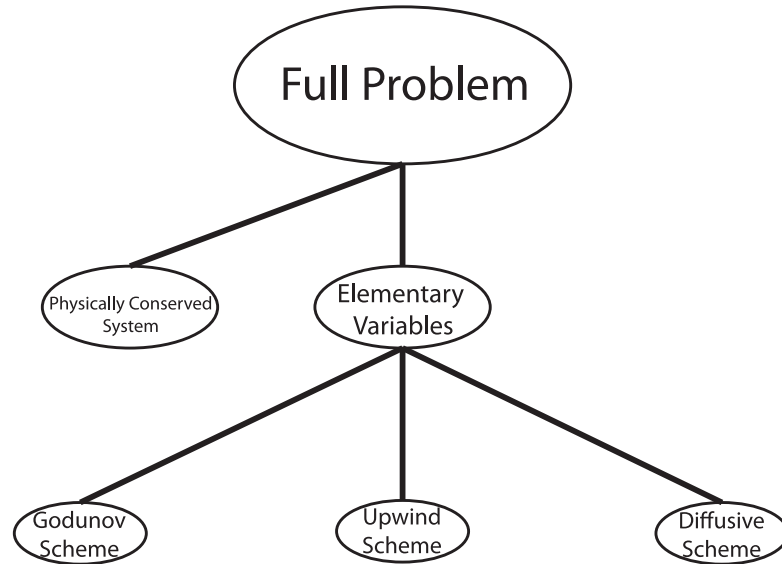 Full Problem
Physically Conserved
System
Elementary
Variables
Godunov
Scheme
Upwind
Scheme
Diffusive
Scheme